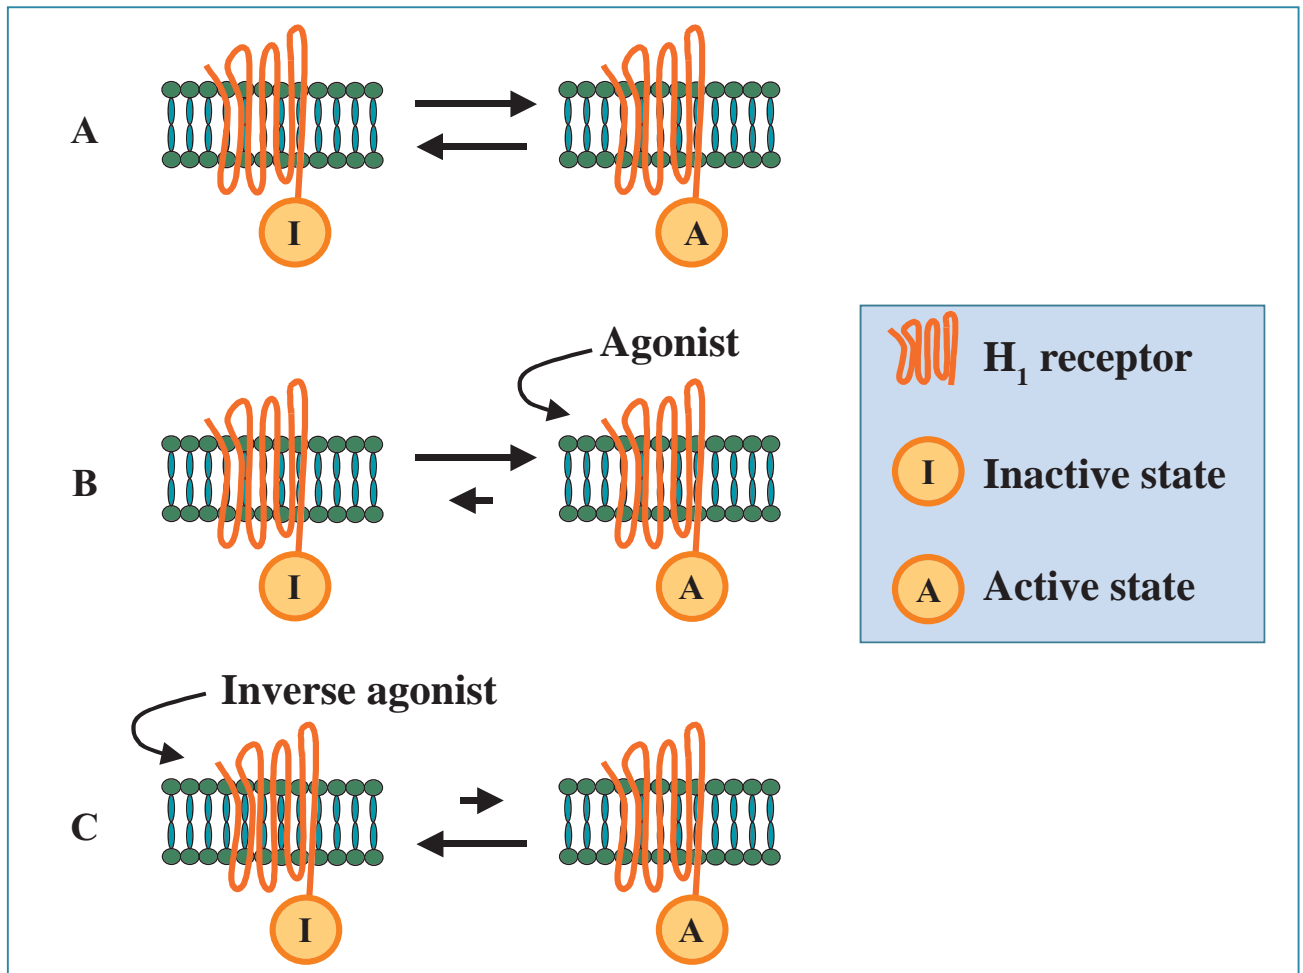 A
I
A
Agonist
B
I
A
H₁ receptor
I Inactive state
A Active state
Inverse agonist
C
I
A